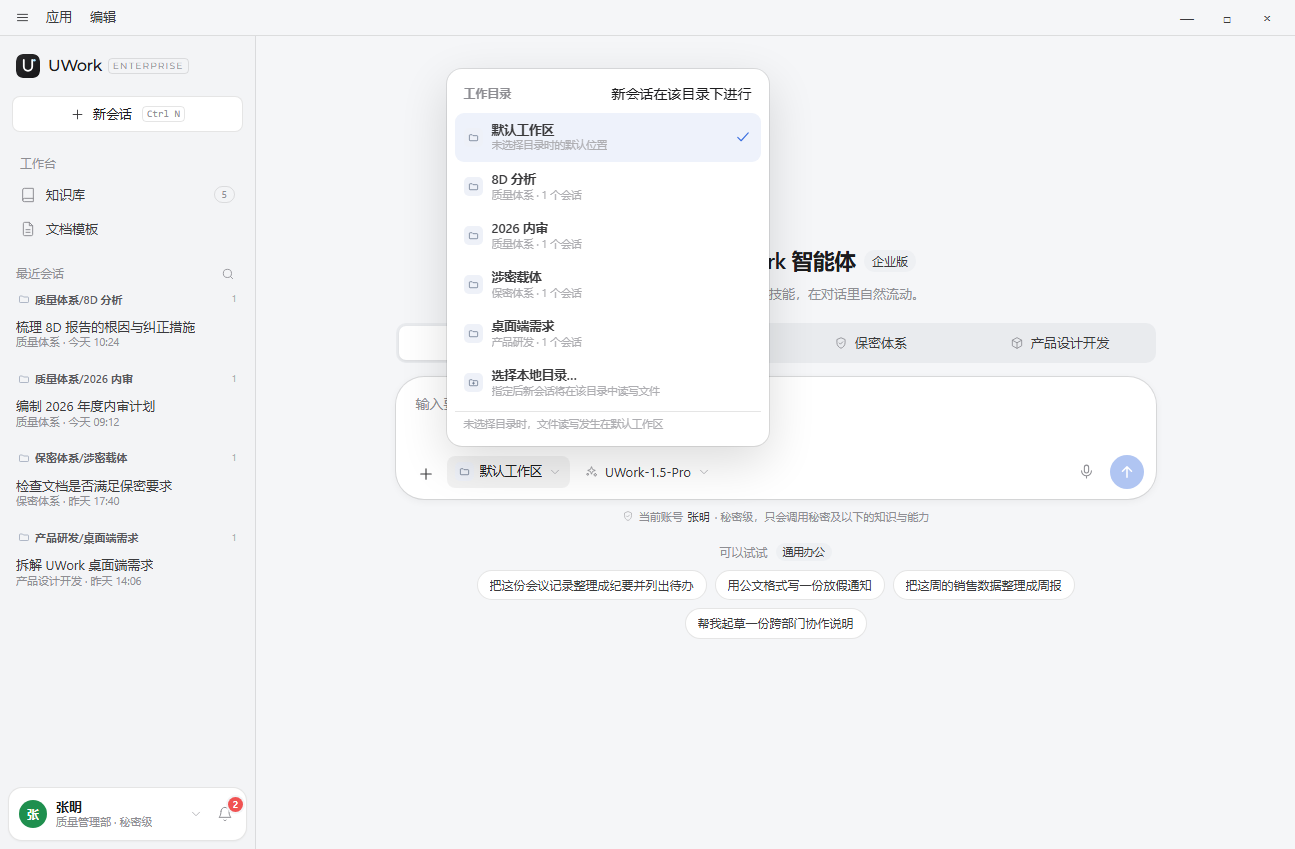 应用 编辑
UWork ENTERPRISE
新会话 Ctrl N
工作台
知识库 5
文档模板
最近会话
质量体系/8D 分析 1
梳理 8D 报告的根因与纠正措施
质量体系 · 今天 10:24
质量体系/2026 内审 1
编制 2026 年度内审计划
质量体系 · 今天 09:12
保密体系/涉密载体 1
检查文档是否满足保密要求
保密体系 · 昨天 17:40
产品研发/桌面端需求 1
拆解 UWork 桌面端需求
产品设计开发 · 昨天 14:06
张 张明
质量管理部 · 秘密级
2
工作目录 新会话在该目录下进行
默认工作区
未选择目录时的默认位置
8D 分析
质量体系 · 1 个会话
2026 内审
质量体系 · 1 个会话
涉密载体
保密体系 · 1 个会话
桌面端需求
产品研发 · 1 个会话
选择本地目录...
指定后新会话将在该目录中读写文件
未选择目录时，文件读写发生在默认工作区
rk 智能体 企业版
技能，在对话里自然流动。
保密体系 产品设计开发
输入
默认工作区 UWork-1.5-Pro
当前账号 张明 · 秘密级，只会调用秘密及以下的知识与能力
可以试试 通用办公
把这份会议记录整理成纪要并列出待办 用公文格式写一份放假通知 把这周的销售数据整理成周报
帮我起草一份跨部门协作说明